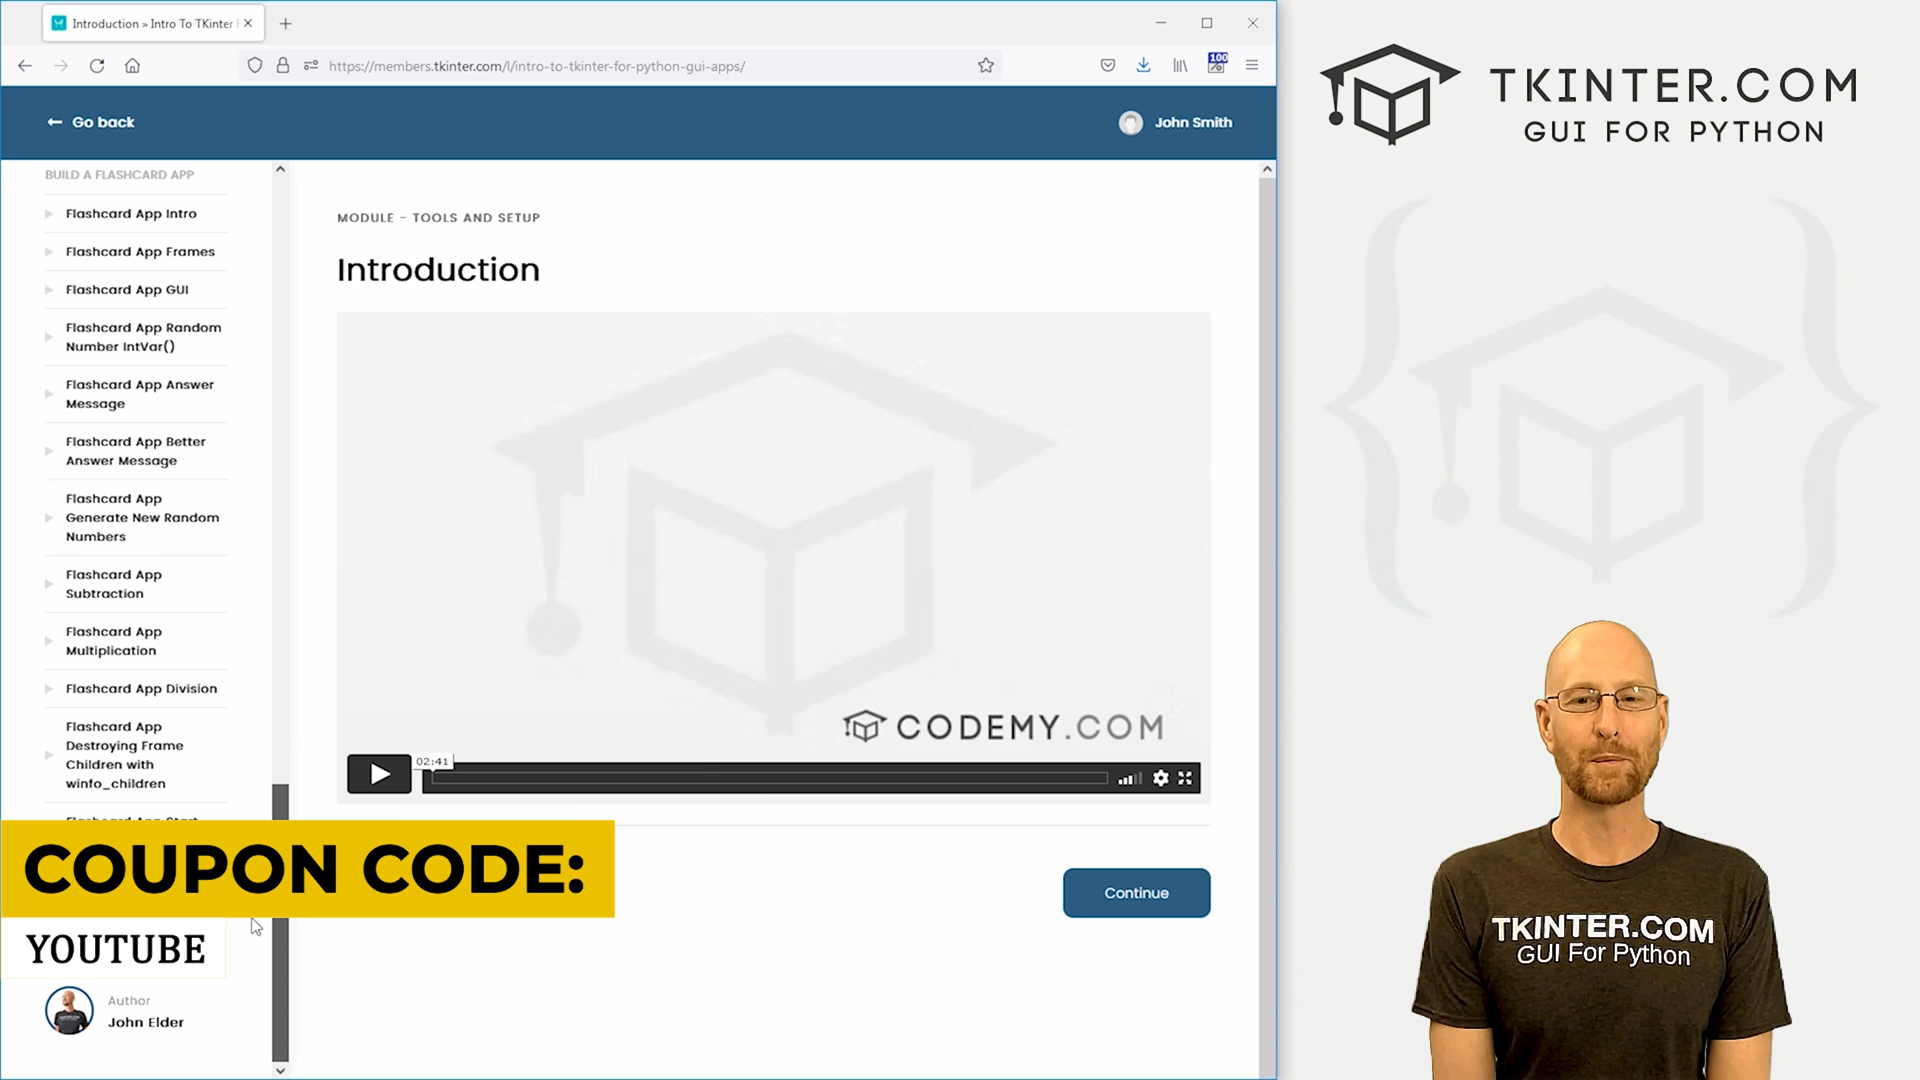 Introduction » Intro To TKinter F
https://members.tkinter.com/l/intro-to-tkinter-for-python-gui-apps/
100
Go back
John Smith
BUILD A FLASHCARD APP
Flashcard App Intro
Flashcard App Frames
Flashcard App GUI
Flashcard App Random
Number IntVar()
Flashcard App Answer
Message
Flashcard App Better
Answer Message
Flashcard App
Generate New Random
Numbers
Flashcard App
Subtraction
Flashcard App
Multiplication
Flashcard App Division
Flashcard App
Destroying Frame
Children with
winfo_children
Flashcard App Start
MODULE - TOOLS AND SETUP
Introduction
CODEMY.COM
02:41
Continue
COUPON CODE:
YOUTUBE
Author
John Elder
TKINTER.COM
GUI FOR PYTHON
TKINTER.COM
GUI For Python